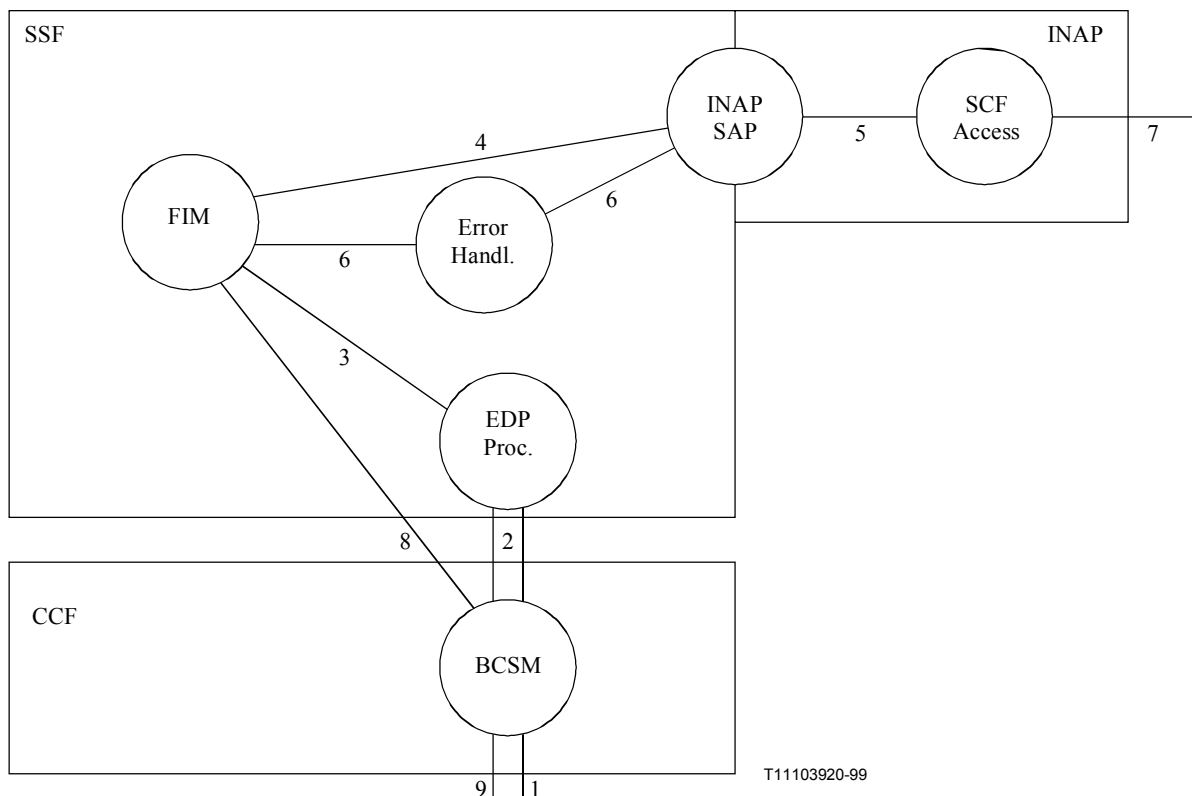 SSF
INAP
INAP
SAP
SCF
Access
5
7
4
FIM
6
Error
Handl.
6
3
EDP
Proc.
8
2
CCF
BCSM
T11103920-99
9
1